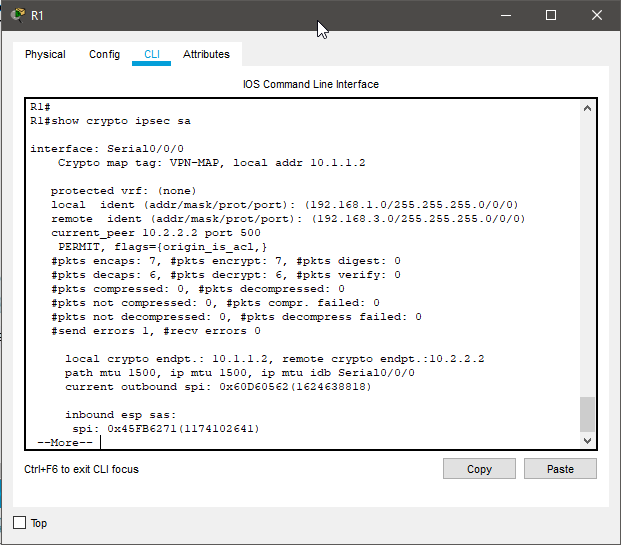 R1
Physical Config CLI Attributes
IOS Command Line Interface
R1#
R1#show crypto ipsec sa
interface: Serial0/0/0
Crypto map tag: VPN-MAP, local addr 10.1.1.2
protected vrf: (none)
local  ident (addr/mask/prot/port): (192.168.1.0/255.255.255.0/0/0)
remote  ident (addr/mask/prot/port): (192.168.3.0/255.255.255.0/0/0)
current_peer 10.2.2.2 port 500
PERMIT, flags={origin_is_acl,}
#pkts encaps: 7, #pkts encrypt: 7, #pkts digest: 0
#pkts decaps: 6, #pkts decrypt: 6, #pkts verify: 0
#pkts compressed: 0, #pkts decompressed: 0
#pkts not compressed: 0, #pkts compr. failed: 0
#pkts not decompressed: 0, #pkts decompress failed: 0
#send errors 1, #recv errors 0
local crypto endpt.: 10.1.1.2, remote crypto endpt.:10.2.2.2
path mtu 1500, ip mtu 1500, ip mtu idb Serial0/0/0
current outbound spi: 0x60D60562(1624638818)
inbound esp sas:
spi: 0x45FB6271(1174102641)
--More--
Ctrl+F6 to exit CLI focus
Copy Paste
Top